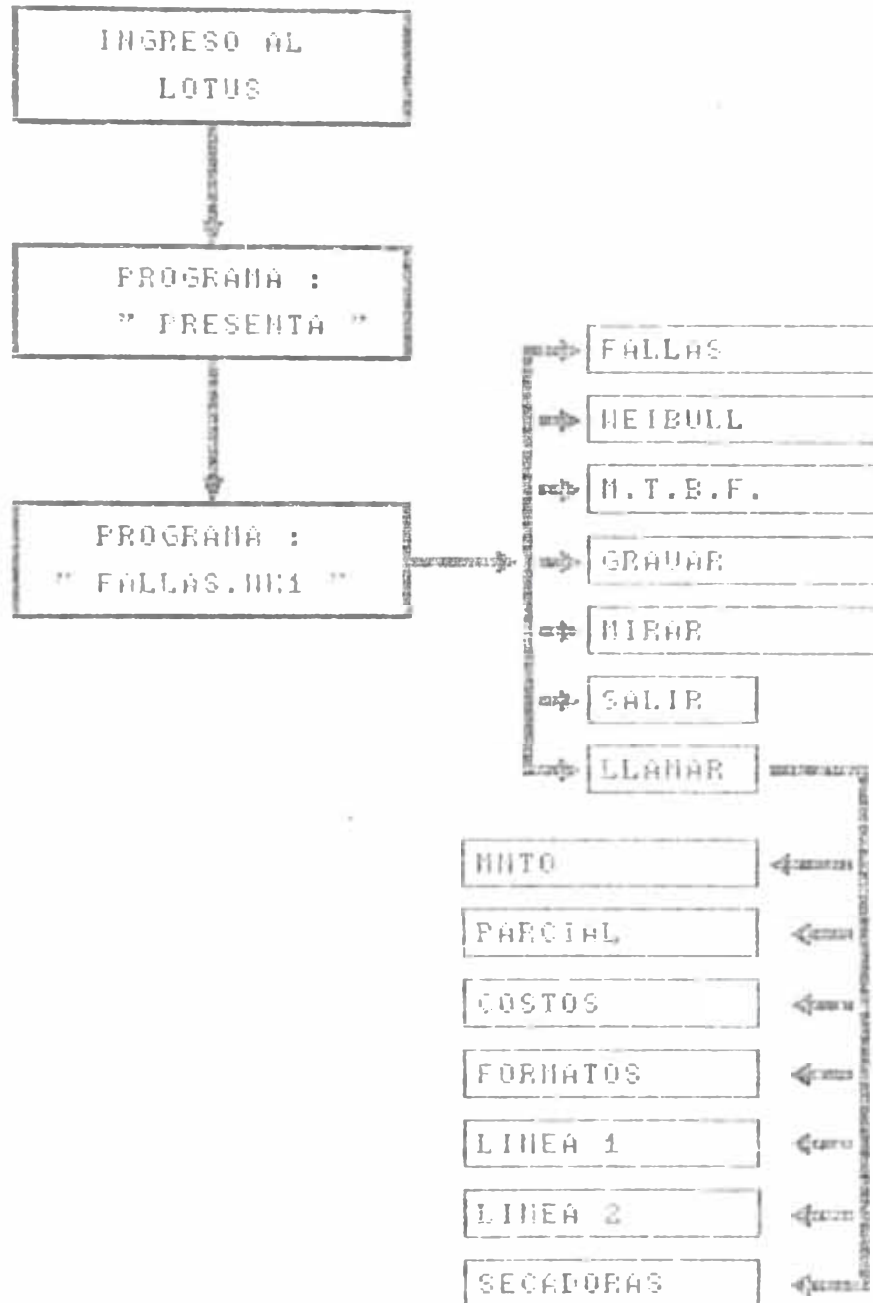 INGRESO AL
LOTUS
PROGRAMA :
" PRESENTA "
PROGRAMA :
" FALLAS.WK1 "
FALLAS
WEIBULL
M.T.B.F.
GRAVAR
MIRAR
SALIR
LLAMAR
MNTO
PARCIAL
COSTOS
FORMATOS
LINEA 1
LINEA 2
SECADORAS